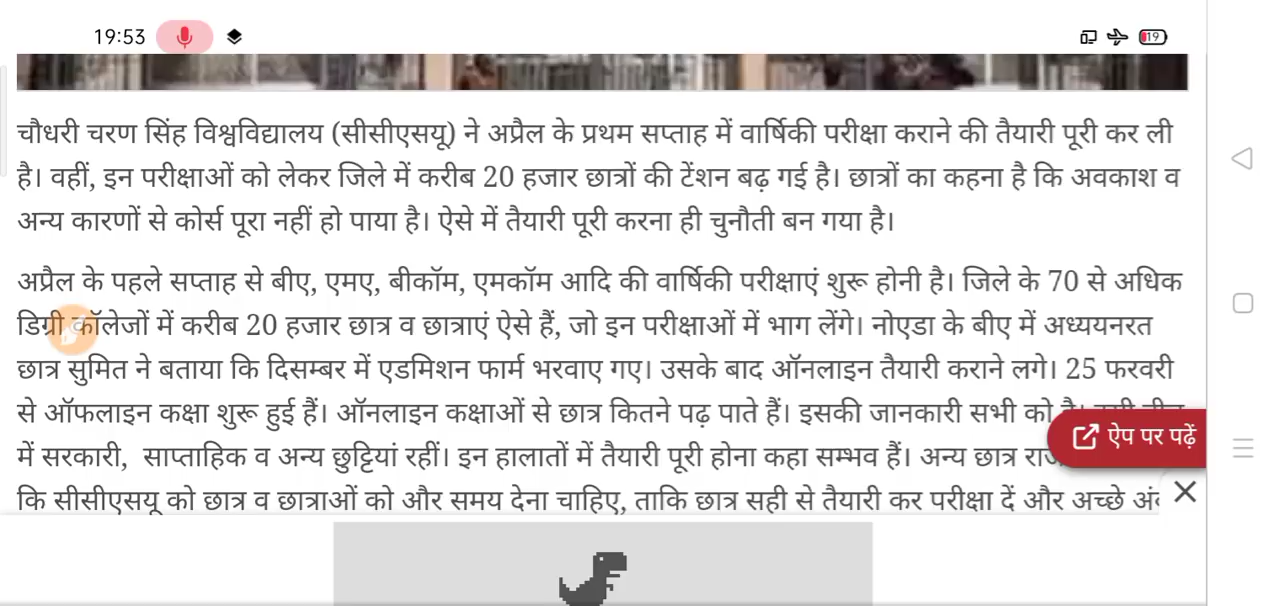 19:53
19
चौधरी चरण सिंह विश्वविद्यालय (सीसीएसयू) ने अप्रैल के प्रथम सप्ताह में वार्षिकी परीक्षा कराने की तैयारी पूरी कर ली
है। वहीं, इन परीक्षाओं को लेकर जिले में करीब 20 हजार छात्रों की टेंशन बढ़ गई है। छात्रों का कहना है कि अवकाश व
अन्य कारणों से कोर्स पूरा नहीं हो पाया है। ऐसे में तैयारी पूरी करना ही चुनौती बन गया है।
अप्रैल के पहले सप्ताह से बीए, एमए, बीकॉम, एमकॉम आदि की वार्षिकी परीक्षाएं शुरू होनी है। जिले के 70 से अधिक
डिग्री कॉलेजों में करीब 20 हजार छात्र व छात्राएं ऐसे हैं, जो इन परीक्षाओं में भाग लेंगे। नोएडा के बीए में अध्ययनरत
छात्र सुमित ने बताया कि दिसम्बर में एडमिशन फार्म भरवाए गए। उसके बाद ऑनलाइन तैयारी कराने लगे। 25 फरवरी
से ऑफलाइन कक्षा शुरू हुई हैं। ऑनलाइन कक्षाओं से छात्र कितने पढ़ पाते हैं। इसकी जानकारी सभी को
ऐप पर पढ़ें
में सरकारी, साप्ताहिक व अन्य छुट्टियां रहीं। इन हालातों में तैयारी पूरी होना कहा सम्भव हैं। अन्य छात्र
कि सीसीएसयू को छात्र व छात्राओं को और समय देना चाहिए, ताकि छात्र सही से तैयारी कर परीक्षा दें और अच्छे